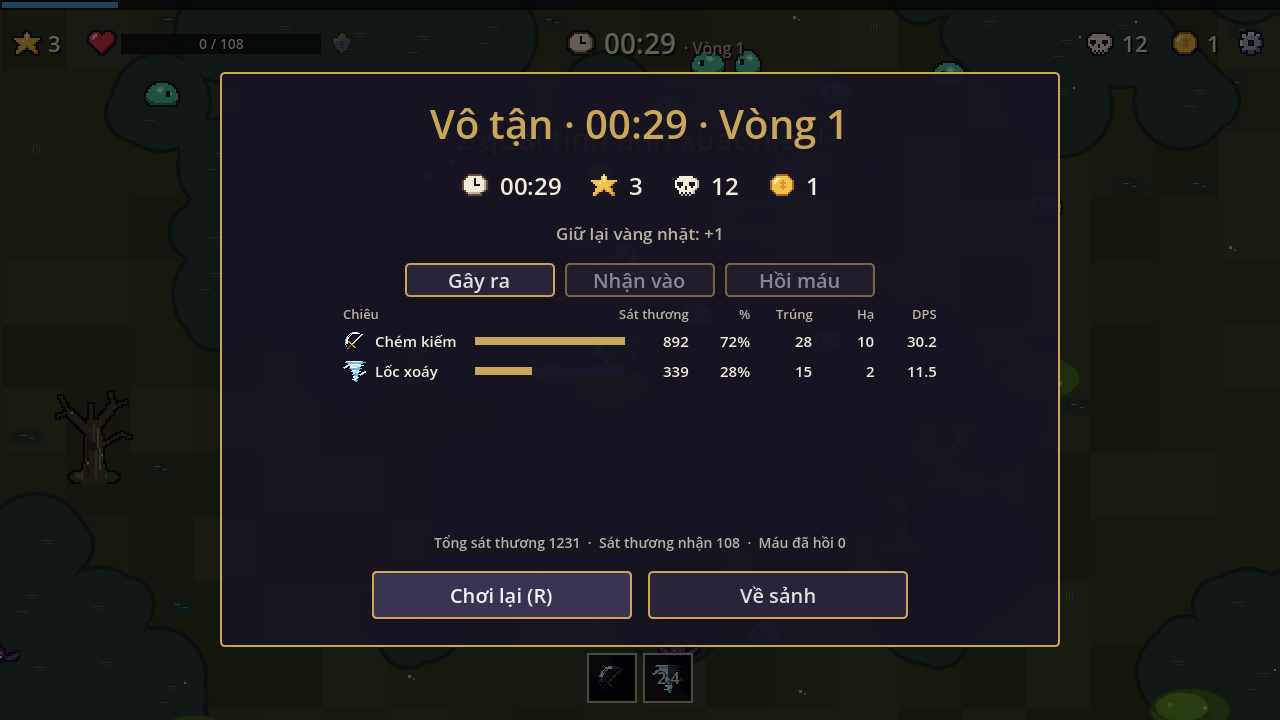 3
0 / 108
00:29 · Vòng 1
12
1
Vô tận · 00:29 · Vòng 1
00:29 3 12 1
Giữ lại vàng nhặt: +1
Gây ra Nhận vào Hồi máu
Chiêu Sát thương % Trúng Hạ DPS
Chém kiếm 892 72% 28 10 30.2
Lốc xoáy 339 28% 15 2 11.5
Tổng sát thương 1231 · Sát thương nhận 108 · Máu đã hồi 0
Chơi lại (R) Về sảnh
2.4